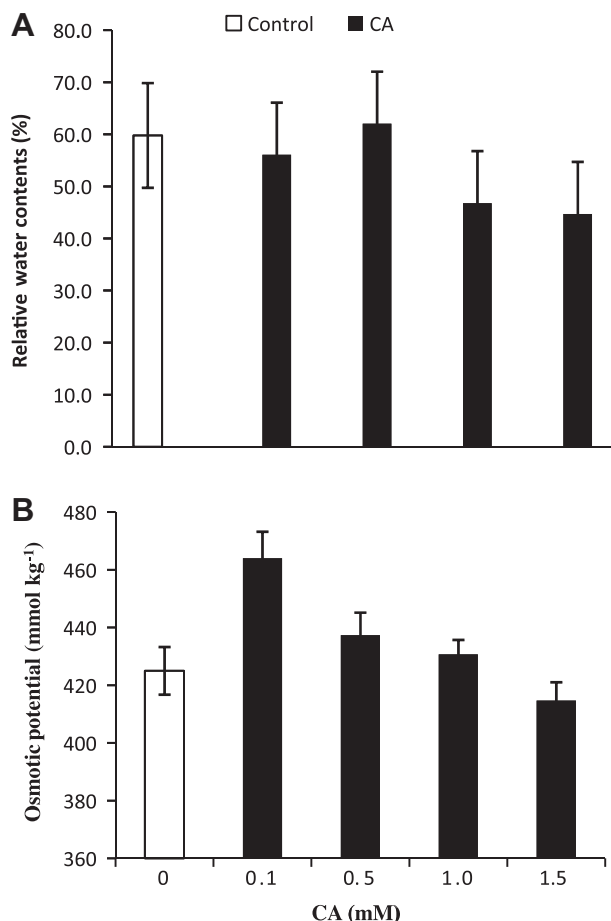 A
Control CA
80.0
70.0
60.0
50.0
40.0
30.0
20.0
10.0
0.0
Relative water contents (%)
B
480
460
440
420
400
380
360
Osmotic potential (mmol kg⁻¹)
0 0.1 0.5 1.0 1.5
CA (mM)